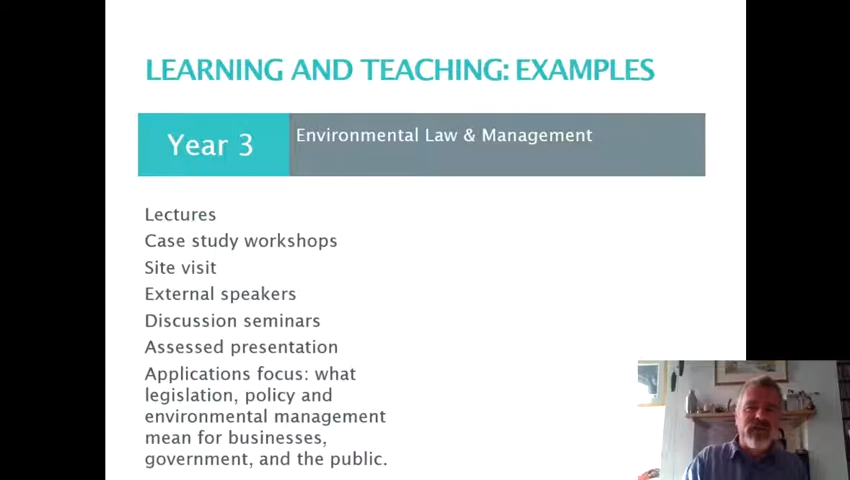 LEARNING AND TEACHING: EXAMPLES
Year 3
Environmental Law & Management
Lectures
Case study workshops
Site visit
External speakers
Discussion seminars
Assessed presentation
Applications focus: what
legislation, policy and
environmental management
mean for businesses,
government, and the public.